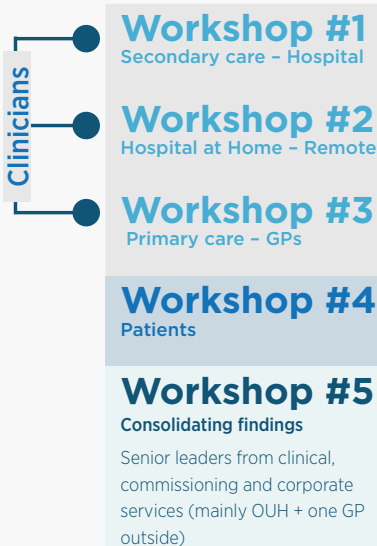 Clinicians
Workshop #1
Secondary care – Hospital
Workshop #2
Hospital at Home – Remote
Workshop #3
Primary care – GPs
Workshop #4
Patients
Workshop #5
Consolidating findings
Senior leaders from clinical,
commissioning and corporate
services (mainly OUH + one GP
outside)